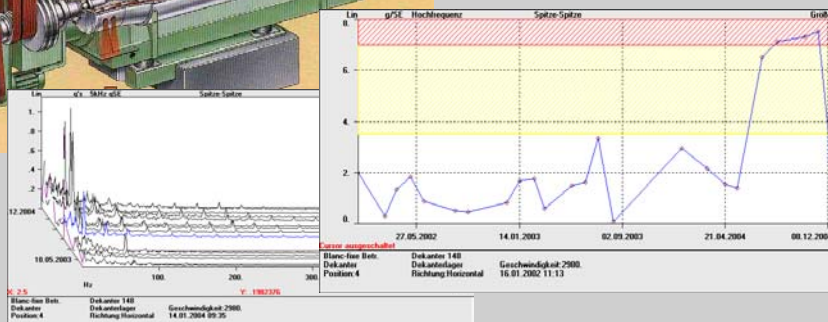 Lin g/SE Hochfrequenz Spitze-Spitze Größ
8.
6.
4.
2.
0.
27.05.2002 14.01.2003 02.09.2003 21.04.2004 08.12.200
Cursor ausgeschaltet
Blanc-fixe Betr. Dekanter 140
Dekanter Dekanterlager Geschwindigkeit:2980.
Position:4 Richtung:Horizontal 16.01.2002 11:13
Lin g's 5kHz gSE Spitze-Spitze
1.
.8
.6
.4
.2
12.2004
10.05.2003
100. 200. 300.
Hz
X: 2.5 Y: .1982376
Blanc-fixe Betr. Dekanter 140
Dekanter Dekanterlager Geschwindigkeit:2980.
Position:4 Richtung:Horizontal 14.01.2004 09:35